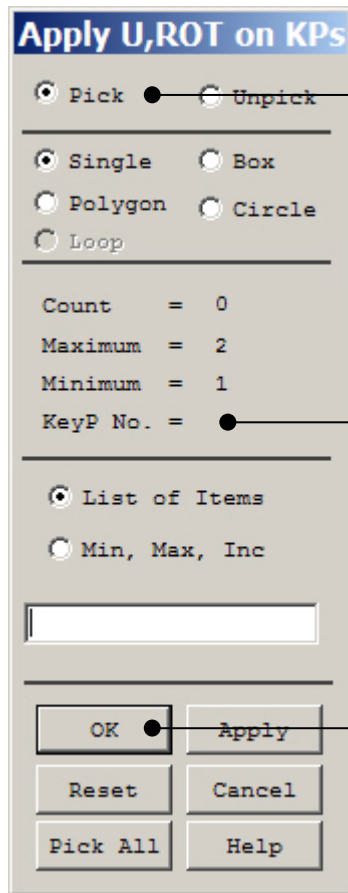 Apply U,ROT on KPs
Pick Unpick
Single Box
Polygon Circle
Loop
Count = 0
Maximum = 2
Minimum = 1
KeyP No. =
List of Items
Min, Max, Inc
OK Apply
Reset Cancel
Pick All Help